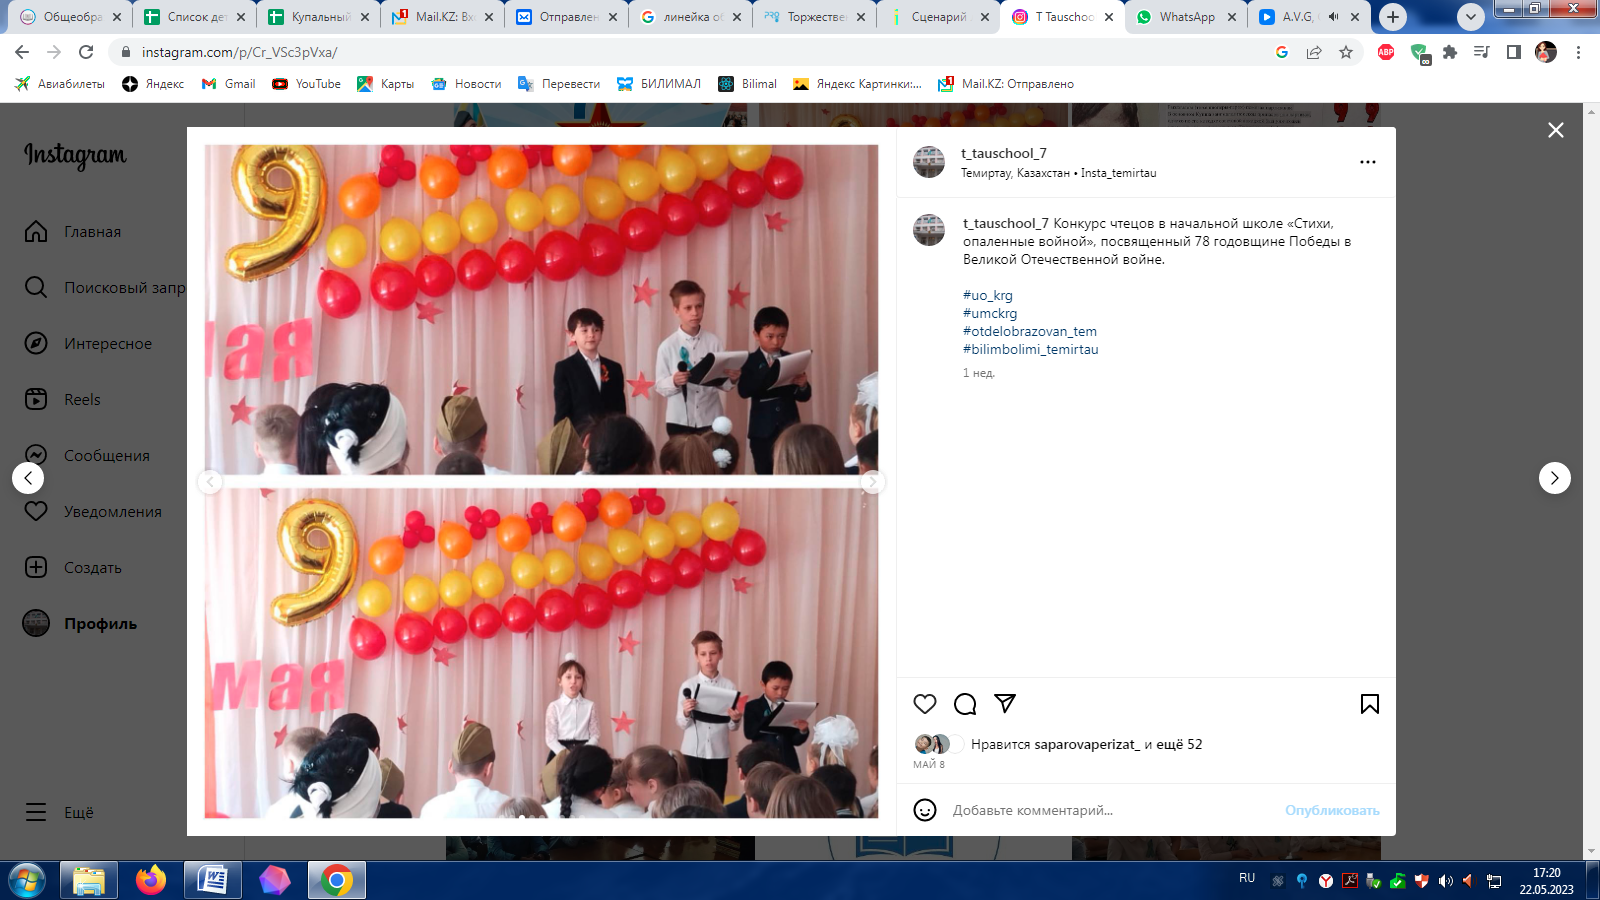 Общеобра
Список дет
Купальный
Mail.KZ: Вх
Отправлен
линейка об
Торжестве
Сценарий
T Tauschoo
WhatsApp
A.V.G,
instagram.com/p/Cr_VSc3pVxa/
Авиабилеты
Яндекс
Gmail
YouTube
Карты
Новости
Перевести
БИЛИМАЛ
Bilimal
Яндекс Картинки:...
Mail.KZ: Отправлено
Instagram
Главная
Поисковый запр
Интересное
Reels
Сообщения
Уведомления
Создать
Профиль
Ещё
9
мая
9
мая
t_tauschool_7
Темиртау, Казахстан • Insta_temirtau
t_tauschool_7 Конкурс чтецов в начальной школе «Стихи,
опаленные войной», посвященный 78 годовщине Победы в
Великой Отечественной войне.
#uo_krg
#umckrg
#otdelobrazovan_tem
#bilimbolimi_temirtau
1 нед.
Нравится saparovaperizat_ и ещё 52
МАЙ 8
Добавьте комментарий...
Опубликовать
RU
17:20
22.05.2023